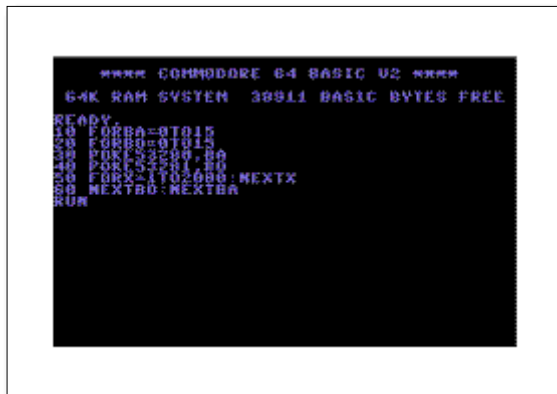 **** COMMODORE 64 BASIC V2 ****
64K RAM SYSTEM 38911 BASIC BYTES FREE
READY.
10 FORBA=0TO15
20 FORBO=0TO15
30 POKE53280,BA
40 POKE53281,BO
50 FORX=1TO2000:NEXTX
60 NEXTBO:NEXTBA
RUN